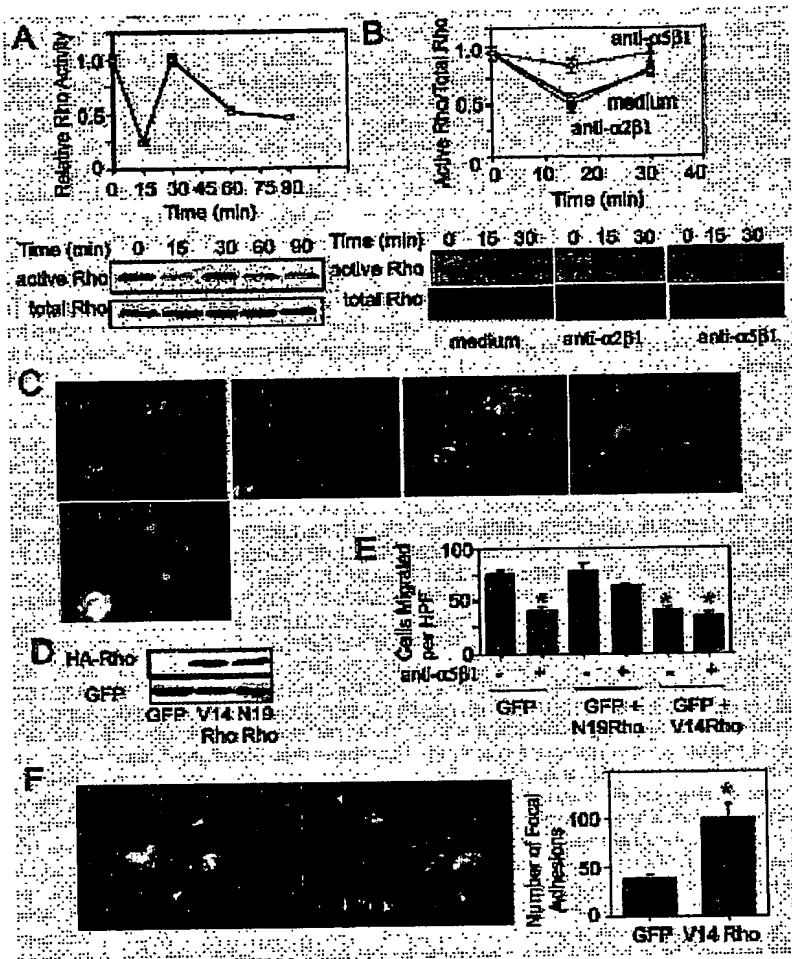 A
Relative Rho Activity
1.0
0.5
0
0 15 30 45 60 75 90
Time (min)
Time (min) 0 15 30 60 90
active Rho
total Rho
B
Active Rho/Total Rho
1.0
0.5
0
anti-α5β1
medium
anti-α2β1
0 10 20 30 40
Time (min)
Time (min) 0 15 30 0 15 30 0 15 30
active Rho
total Rho
medium anti-α2β1 anti-α5β1
C
D
HA-Rho
GFP
GFP V14 N19
Rho Rho
E
Cells Migrated
per HPF
100
50
0
* * *
anti-α5β1 - + - + - +
GFP GFP + GFP +
N19Rho V14Rho
F
Number of Focal
Adhesions
100
50
0
*
GFP V14 Rho